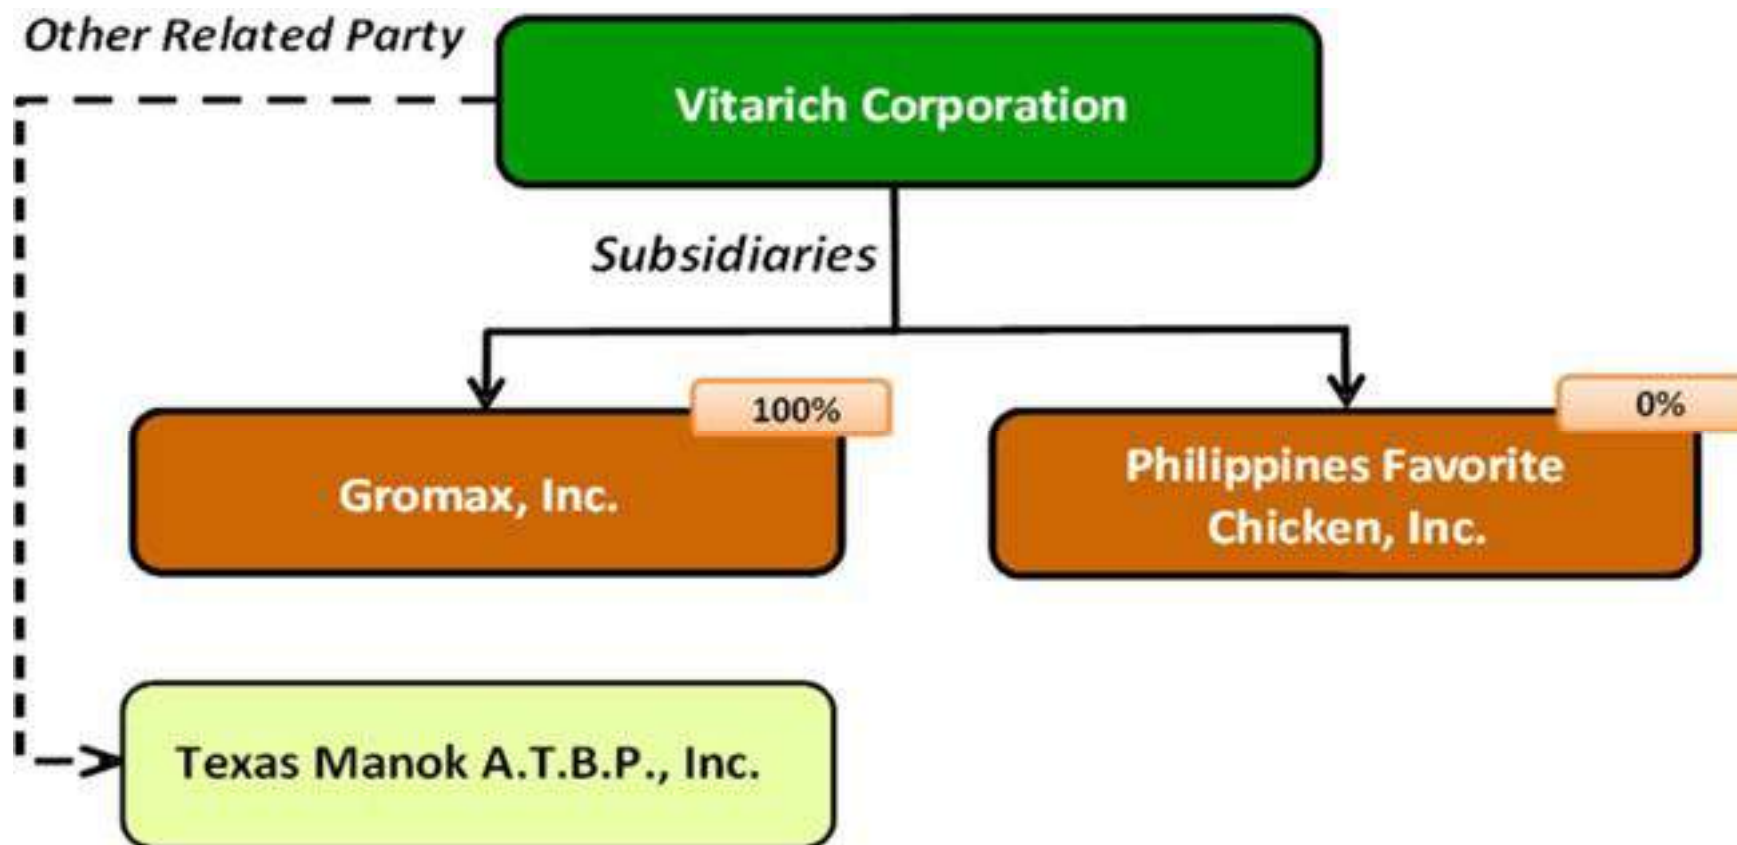 Other Related Party
Vitarich Corporation
Subsidiaries
100%
0%
Gromax, Inc.
Philippines Favorite
Chicken, Inc.
Texas Manok A.T.B.P., Inc.